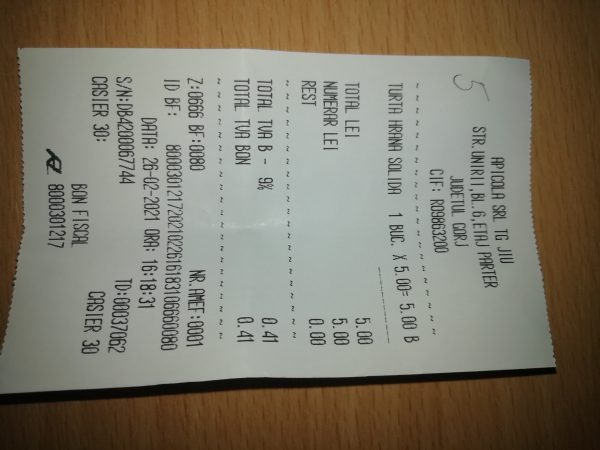 5
APICOLA SRL TG JIU
STR.UNIRII,BL.6,ETAJ PARTER
JUDETUL GORJ
CIF: RO9863200
~ ~ ~ ~ ~ ~ ~ ~ ~ ~ ~ ~ ~ ~ ~ ~ ~
TURTA HRANA SOLIDA 1 BUC. X 5.00= 5.00 B
TOTAL LEI 5.00
NUMERAR LEI 5.00
REST 0.00
~ ~ ~ ~ ~ ~ ~ ~ ~ ~ ~ ~ ~ ~ ~ ~ ~
TOTAL TVA B - 9% 0.41
TOTAL TVA BON 0.41
~ ~ ~ ~ ~ ~ ~ ~ ~ ~ ~ ~ ~ ~ ~ ~ ~
Z:0666 BF:0080 NR.AMEF:0001
ID BF: 80003012172021022616183106660080
DATA: 26-02-2021 ORA: 16:18:31
S/N:DB4200067744 TD:00037062
CASIER 30: CASIER 30
BON FISCAL
8000301217